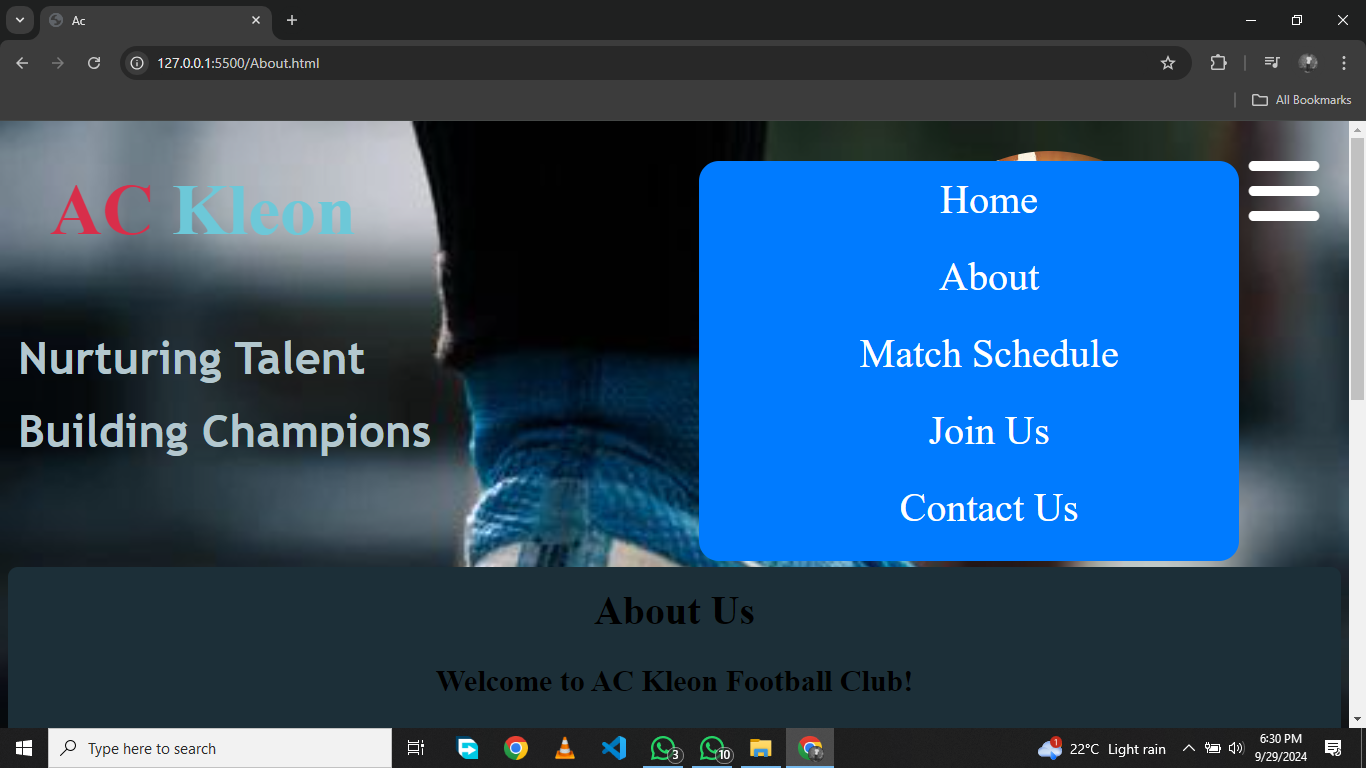 Ac
127.0.0.1:5500/About.html
All Bookmarks
AC Kleon
Home
About
Match Schedule
Join Us
Contact Us
Nurturing Talent
Building Champions
About Us
Welcome to AC Kleon Football Club!
Type here to search
3
10
1
22°C Light rain
6:30 PM
9/29/2024